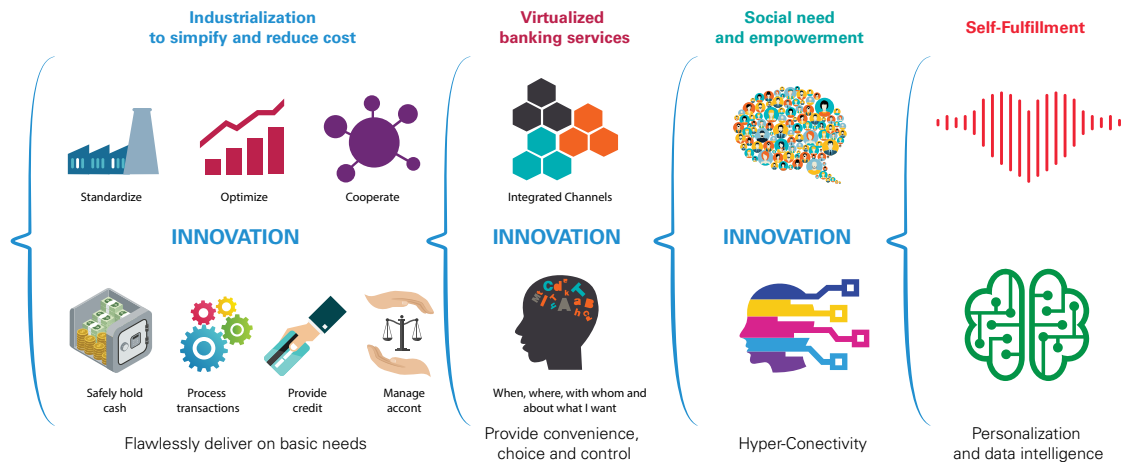 Industrialization
to simpify and reduce cost
Virtualized
banking services
Social need
and empowerment
Self-Fulfillment
Standardize
Optimize
Cooperate
Integrated Channels
INNOVATION
INNOVATION
INNOVATION
Safely hold
cash
Process
transactions
Provide
credit
Manage
accont
When, where, with whom and
about what I want
Flawlessly deliver on basic needs
Provide convenience,
choice and control
Hyper-Conectivity
Personalization
and data intelligence